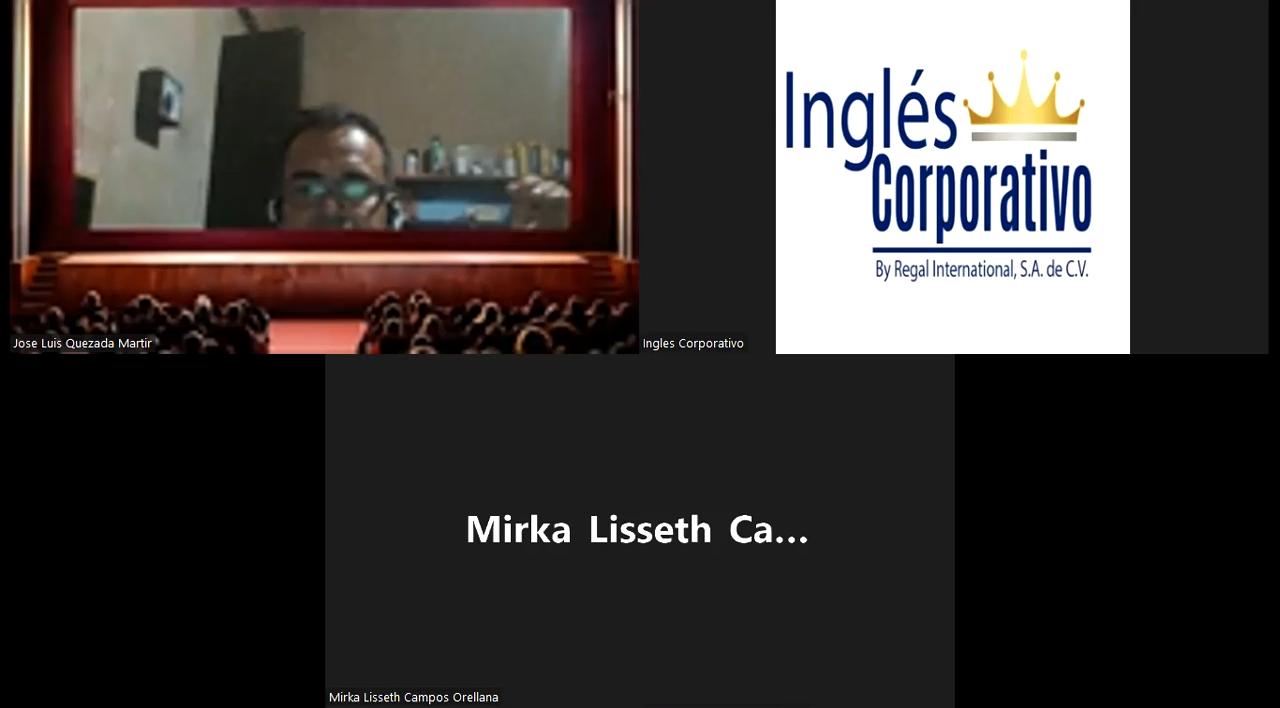 Inglés
Corporativo
By Regal International, S.A. de C.V.
Jose Luis Quezada Martir
Ingles Corporativo
Mirka Lisseth Ca...
Mirka Lisseth Campos Orellana